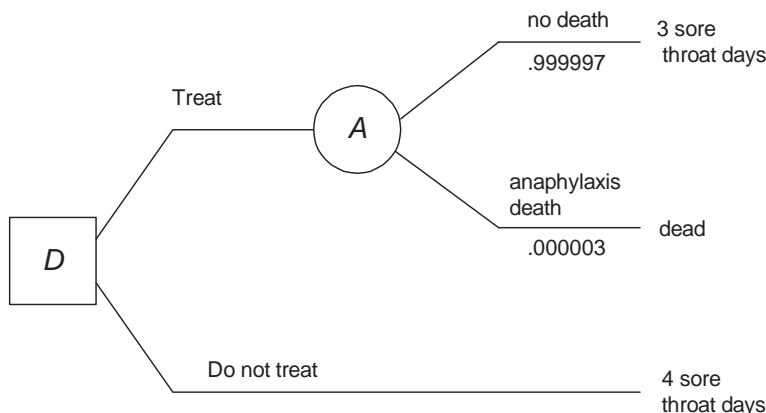 no death
.999997
3 sore
throat days
Treat
A
anaphylaxis
death
.000003
dead
D
Do not treat
4 sore
throat days